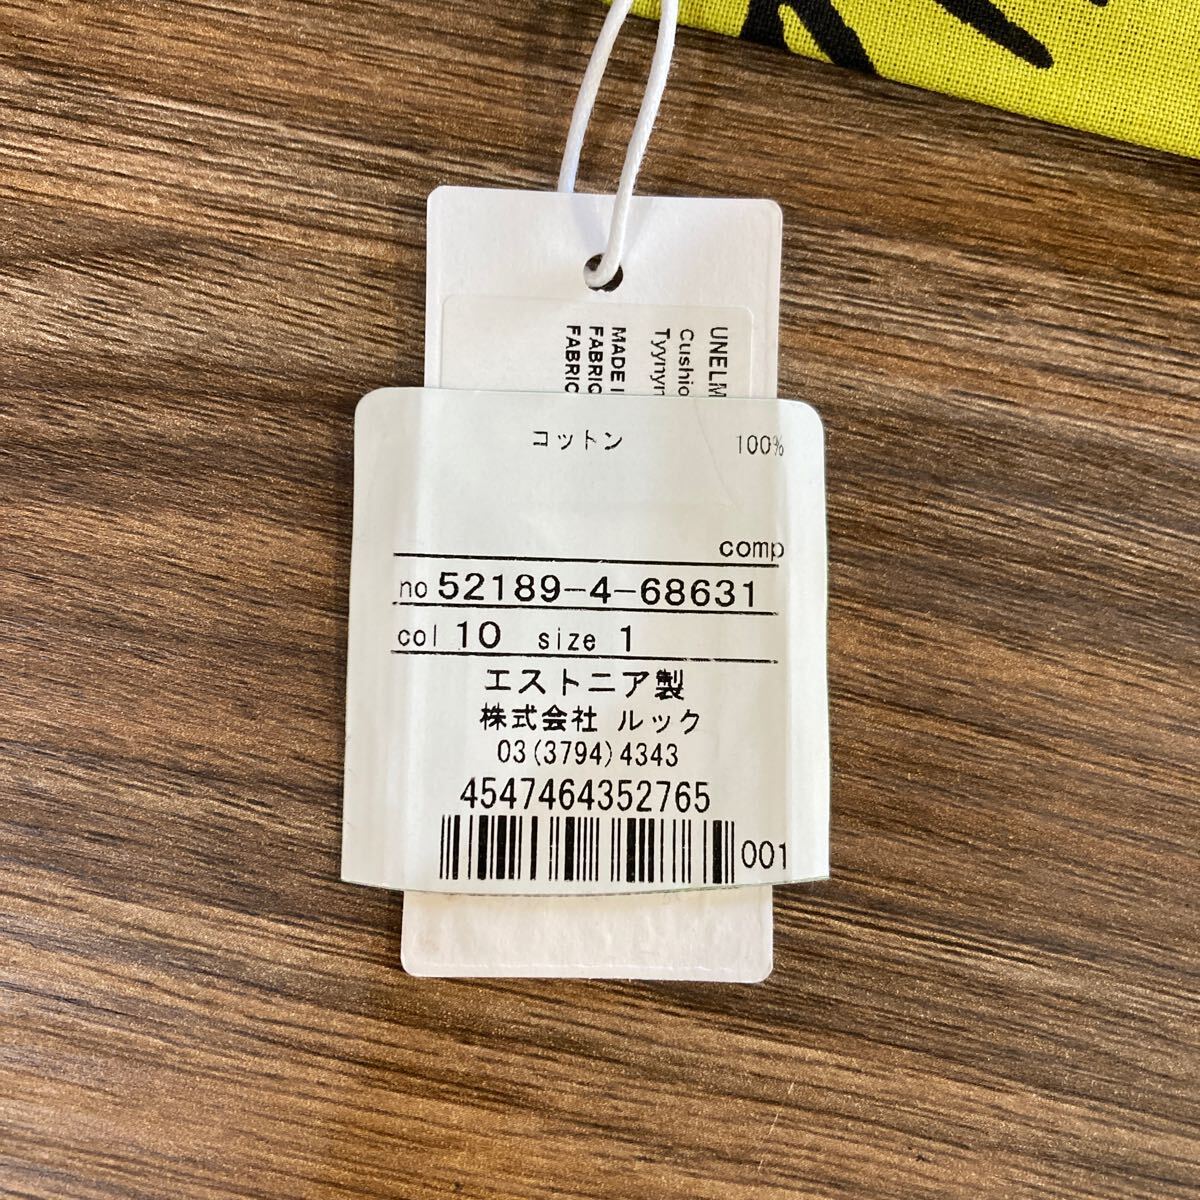 UNELM
Cushio
Tyynyn
MADE I
FABRIC
FABRIC
コットン 100%
comp
no 52189-4-68631
col 10 size 1
エストニア製
株式会社 ルック
03(3794)4343
4547464352765
001